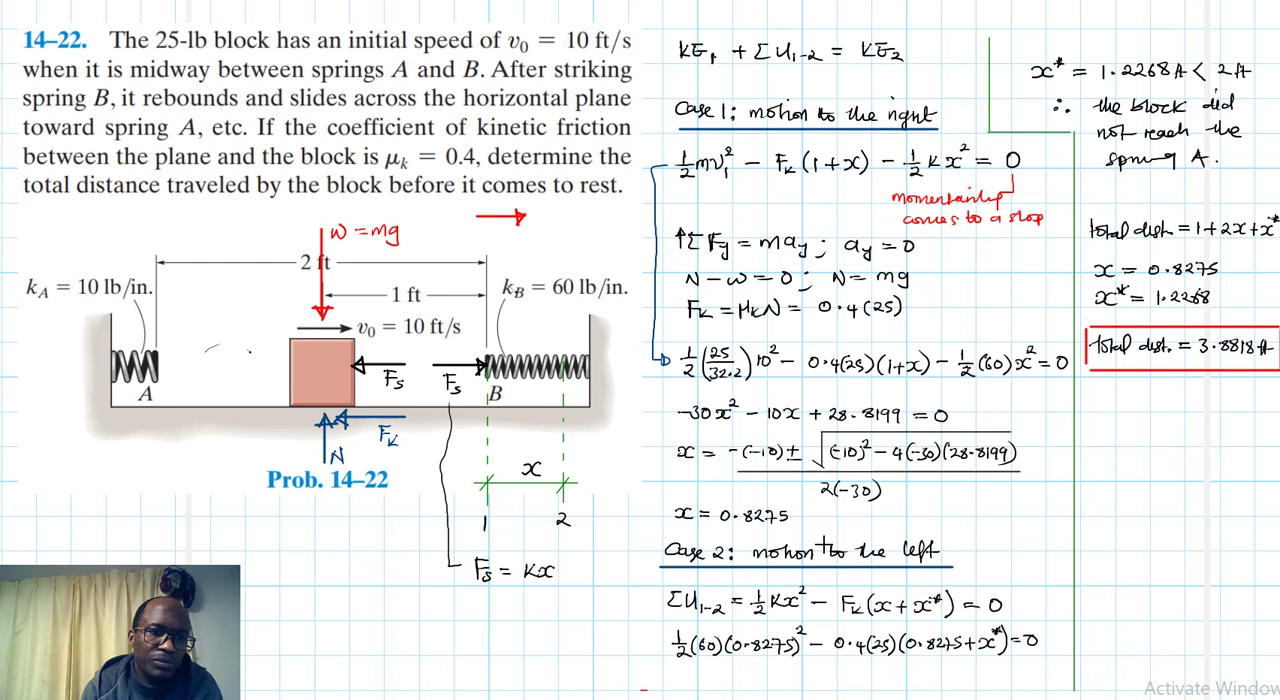 14–22. The 25-lb block has an initial speed of v₀ = 10 ft/s
when it is midway between springs A and B. After striking
spring B, it rebounds and slides across the horizontal plane
toward spring A, etc. If the coefficient of kinetic friction
between the plane and the block is μₖ = 0.4, determine the
total distance traveled by the block before it comes to rest.
W = mg
2 ft
kA = 10 lb/in.
1 ft
kB = 60 lb/in.
v₀ = 10 ft/s
Fs
Fs
A
B
Fk
N
Prob. 14–22
x
1
2
Fs = Kx
KE₁ + ΣU₁₋₂ = KE₂
Case 1; motion to the right
½mv₁² − Fk(1+x) − ½Kx² = 0
momentarily
comes to a stop
↑ΣFy = may; ay = 0
N − w = 0; N = mg
Fk = μkN = 0.4(25)
½(25/32.2)10² − 0.4(25)(1+x) − ½(60)x² = 0
−30x² − 10x + 28.8199 = 0
x = −(−10) ± √((−10)² − 4(−30)(28.8199)) / 2(−30)
x = 0.8275
Case 2: motion to the left
ΣU₁₋₂ = ½Kx² − Fk(x + x*) = 0
½(60)(0.8275)² − 0.4(25)(0.8275 + x*) = 0
x* = 1.2268ft < 2ft
∴ the block did
not reach the
spring A.
total dist. = 1+2x+x*
x = 0.8275
x* = 1.2268
total dist. = 3.8818ft
Activate Window